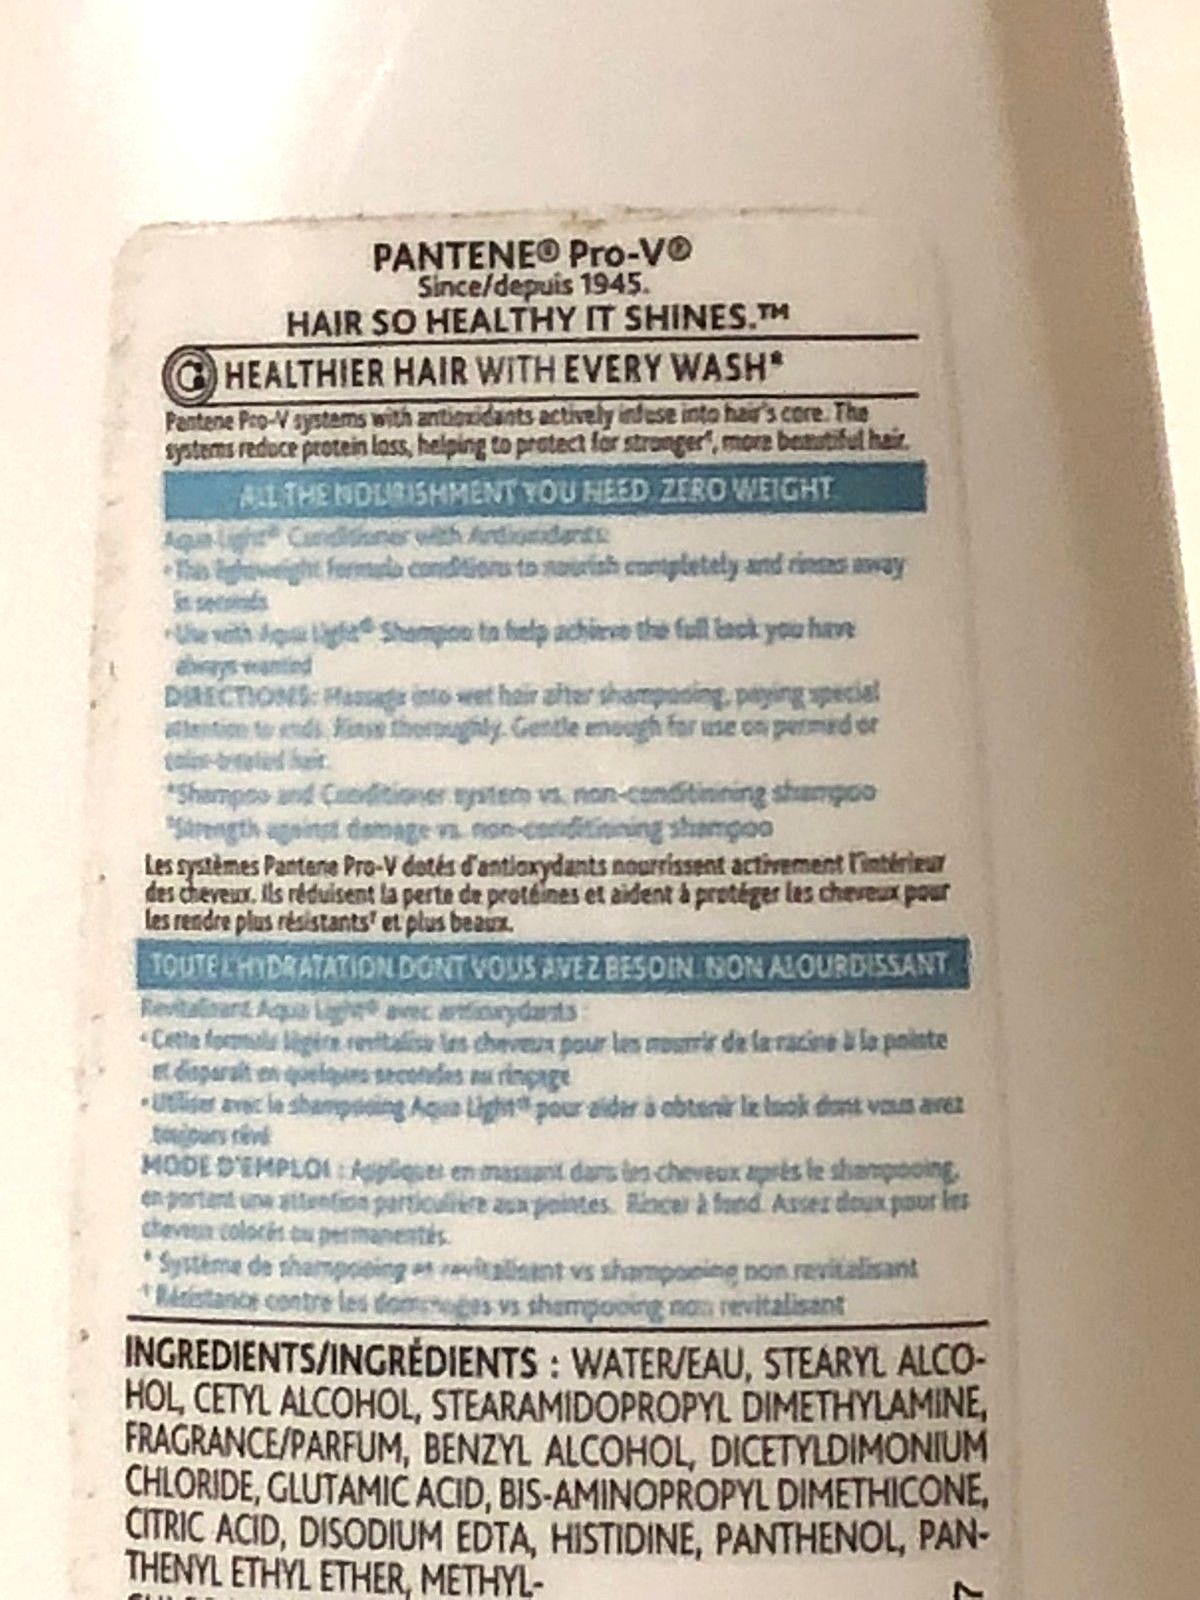 PANTENE® Pro-V®
Since/depuis 1945.
HAIR SO HEALTHY IT SHINES.™
HEALTHIER HAIR WITH EVERY WASH*
Pantene Pro-V systems with antioxidants actively infuse into hair's core. The
systems reduce protein loss, helping to protect for stronger†, more beautiful hair.
ALL THE NOURISHMENT YOU NEED. ZERO WEIGHT
Aqua Light® Conditioner with Antioxidants:
• This lightweight formula conditions to nourish completely and rinses away
in seconds
• Use with Aqua Light® Shampoo to help achieve the full look you have
always wanted
DIRECTIONS: Massage into wet hair after shampooing, paying special
attention to ends. Rinse thoroughly. Gentle enough for use on permed or
color-treated hair.
*Shampoo and Conditioner system vs. non-conditioning shampoo
†Strength against damage vs. non-conditioning shampoo
Les systèmes Pantene Pro-V dotés d'antioxydants nourrissent activement l'intérieur
des cheveux. Ils réduisent la perte de protéines et aident à protéger les cheveux pour
les rendre plus résistants† et plus beaux.
TOUTE L'HYDRATATION DONT VOUS AVEZ BESOIN. NON ALOURDISSANT
Revitalisant Aqua Light® avec antioxydants :
• Cette formule légère revitalise les cheveux pour les nourrir de la racine à la pointe
et disparaît en quelques secondes au rinçage
• Utiliser avec le shampooing Aqua Light® pour aider à obtenir le look dont vous avez
toujours rêvé
MODE D'EMPLOI : Appliquer en massant dans les cheveux après le shampooing,
en portant une attention particulière aux pointes. Rincer à fond. Assez doux pour les
cheveux colorés ou permanentés.
* Système de shampooing et revitalisant vs shampooing non revitalisant
† Résistance contre les dommages vs shampooing non revitalisant
INGREDIENTS/INGRÉDIENTS : WATER/EAU, STEARYL ALCO-
HOL, CETYL ALCOHOL, STEARAMIDOPROPYL DIMETHYLAMINE,
FRAGRANCE/PARFUM, BENZYL ALCOHOL, DICETYLDIMONIUM
CHLORIDE, GLUTAMIC ACID, BIS-AMINOPROPYL DIMETHICONE,
CITRIC ACID, DISODIUM EDTA, HISTIDINE, PANTHENOL, PAN-
THENYL ETHYL ETHER, METHYL-